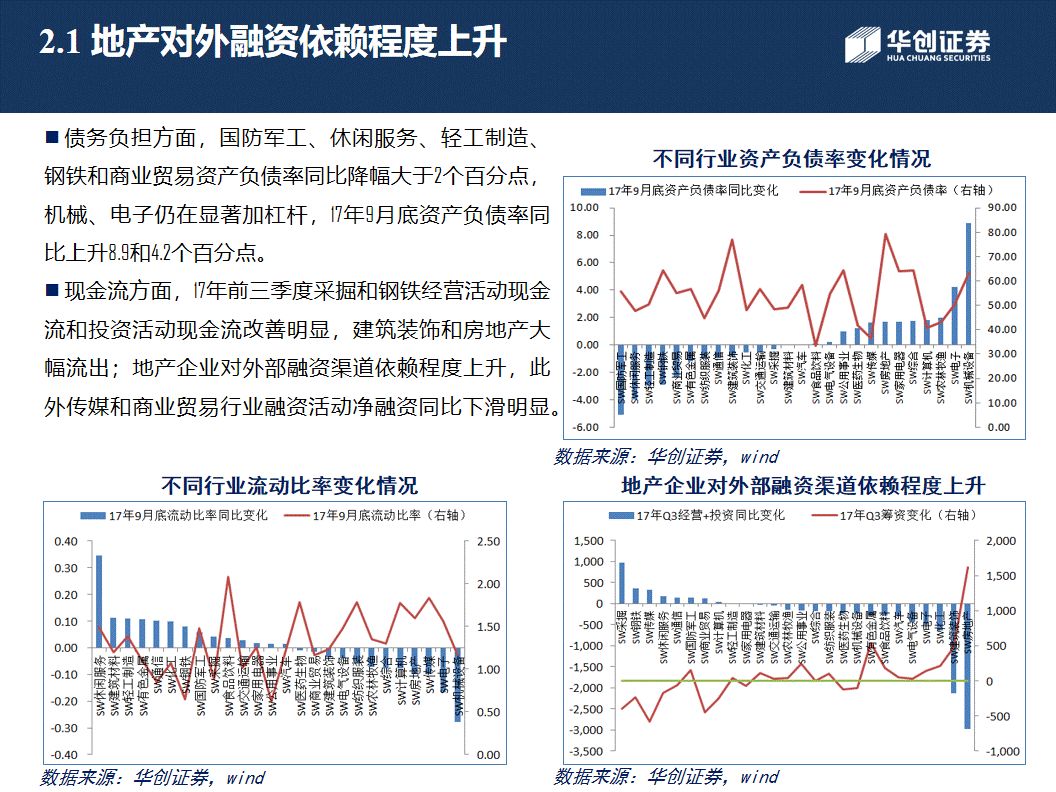 2.1 地产对外融资依赖程度上升
华创证券
HUA CHUANG SECURITIES
■ 债务负担方面，国防军工、休闲服务、轻工制造、
钢铁和商业贸易资产负债率同比降幅大于2个百分点，
机械、电子仍在显著加杠杆，17年9月底资产负债率同
比上升8.9和4.2个百分点。
■ 现金流方面，17年前三季度采掘和钢铁经营活动现金
流和投资活动现金流改善明显，建筑装饰和房地产大
幅流出；地产企业对外部融资渠道依赖程度上升，此
外传媒和商业贸易行业融资活动净融资同比下滑明显。
不同行业资产负债率变化情况
17年9月底资产负债率同比变化 17年9月底资产负债率（右轴）
10.00 90.00
8.00 80.00
6.00 70.00
4.00 60.00
2.00 50.00
0.00 40.00
-2.00 30.00
-4.00 20.00
-6.00 10.00
0.00
SW国防军工
SW休闲服务
SW轻工制造
SW钢铁
SW商业贸易
SW有色金属
SW纺织服装
SW通信
SW建筑装饰
SW化工
SW交通运输
SW采掘
SW建筑材料
SW汽车
SW食品饮料
SW电气设备
SW公用事业
SW医药生物
SW传媒
SW房地产
SW家用电器
SW综合
SW计算机
SW农林牧渔
SW电子
SW机械设备
数据来源：华创证券，wind
不同行业流动比率变化情况
17年9月底流动比率同比变化 17年9月底流动比率（右轴）
0.40 2.50
0.30 2.00
0.20 1.50
0.10 1.00
0.00 0.50
-0.10 0.00
-0.20
-0.30
-0.40
SW休闲服务
SW建筑材料
SW轻工制造
SW有色金属
SW通信
SW钢铁
SW国防军工
SW采掘
SW食品饮料
SW交通运输
SW家用电器
SW公用事业
SW汽车
SW医药生物
SW商业贸易
SW建筑装饰
SW电气设备
SW纺织服装
SW农林牧渔
SW综合
SW计算机
SW房地产
SW传媒
SW电子
SW机械设备
数据来源：华创证券，wind
地产企业对外部融资渠道依赖程度上升
17年Q3经营+投资同比变化 17年Q3筹资变化（右轴）
1,500 2,000
1,000 1,500
500 1,000
0 500
-500 0
-1,000 -500
-1,500 -1,000
-2,000
-2,500
-3,000
-3,500
SW采掘
SW钢铁
SW传媒
SW休闲服务
SW通信
SW国防军工
SW商业贸易
SW计算机
SW轻工制造
SW家用电器
SW建筑材料
SW交通运输
SW农林牧渔
SW公用事业
SW综合
SW纺织服装
SW医药生物
SW机械设备
SW有色金属
SW食品饮料
SW汽车
SW电气设备
SW电子
SW化工
SW建筑装饰
SW房地产
数据来源：华创证券，wind